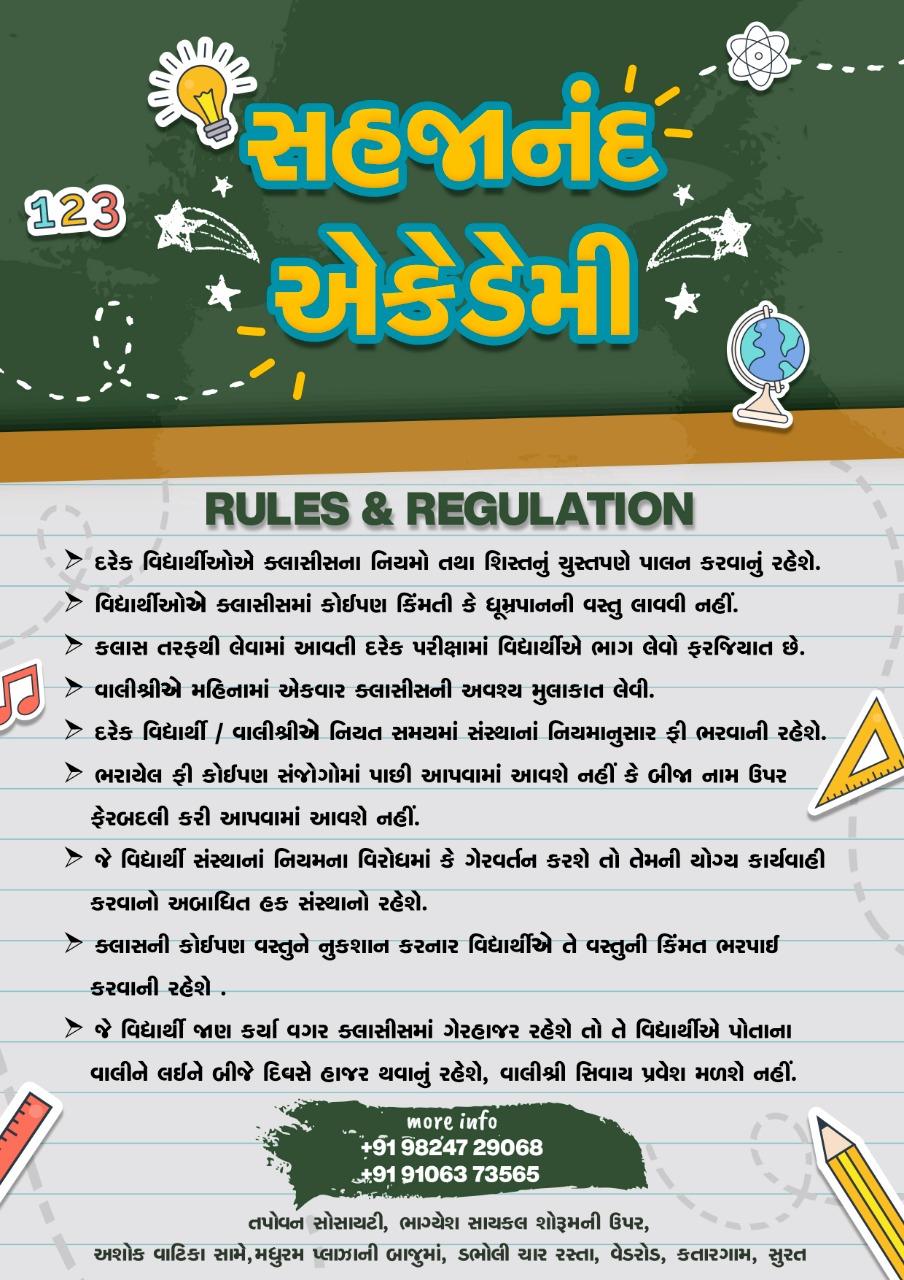 123
સહજાનંદ
એકેડેમી
RULES & REGULATION
➢ દરેક વિદ્યાર્થીઓએ ક્લાસીસના નિયમો તથા શિસ્તનું ચુસ્તપણે પાલન કરવાનું રહેશે.
➢ વિદ્યાર્થીઓએ ક્લાસીસમાં કોઈપણ કિંમતી કે ધૂમ્રપાનની વસ્તુ લાવવી નહીં.
➢ કલાસ તરફથી લેવામાં આવતી દરેક પરીક્ષામાં વિદ્યાર્થીએ ભાગ લેવો ફરજિયાત છે.
➢ વાલીશ્રીએ મહિનામાં એકવાર ક્લાસીસની અવશ્ય મુલાકાત લેવી.
➢ દરેક વિદ્યાર્થી / વાલીશ્રીએ નિયત સમયમાં સંસ્થાનાં નિયમાનુસાર ફી ભરવાની રહેશે.
➢ ભરાયેલ ફી કોઈપણ સંજોગોમાં પાછી આપવામાં આવશે નહીં કે બીજા નામ ઉપર
ફેરબદલી કરી આપવામાં આવશે નહીં.
➢ જે વિદ્યાર્થી સંસ્થાનાં નિયમના વિરોધમાં કે ગેરવર્તન કરશે તો તેમની યોગ્ય કાર્યવાહી
કરવાનો અબાધિત હક સંસ્થાનો રહેશે.
➢ ક્લાસની કોઈપણ વસ્તુને નુકશાન કરનાર વિદ્યાર્થીએ તે વસ્તુની કિંમત ભરપાઈ
કરવાની રહેશે .
➢ જે વિદ્યાર્થી જાણ કર્યા વગર ક્લાસીસમાં ગેરહાજર રહેશે તો તે વિદ્યાર્થીએ પોતાના
વાલીને લઈને બીજે દિવસે હાજર થવાનું રહેશે, વાલીશ્રી સિવાય પ્રવેશ મળશે નહીં.
more info
+91 98247 29068
+91 91063 73565
તપોવન સોસાયટી, ભાગ્યેશ સાયકલ શોરૂમની ઉપર,
અશોક વાટિકા સામે,મધુરમ પ્લાઝાની બાજુમાં, ડભોલી ચાર રસ્તા, વેડરોડ, કતારગામ, સુરત